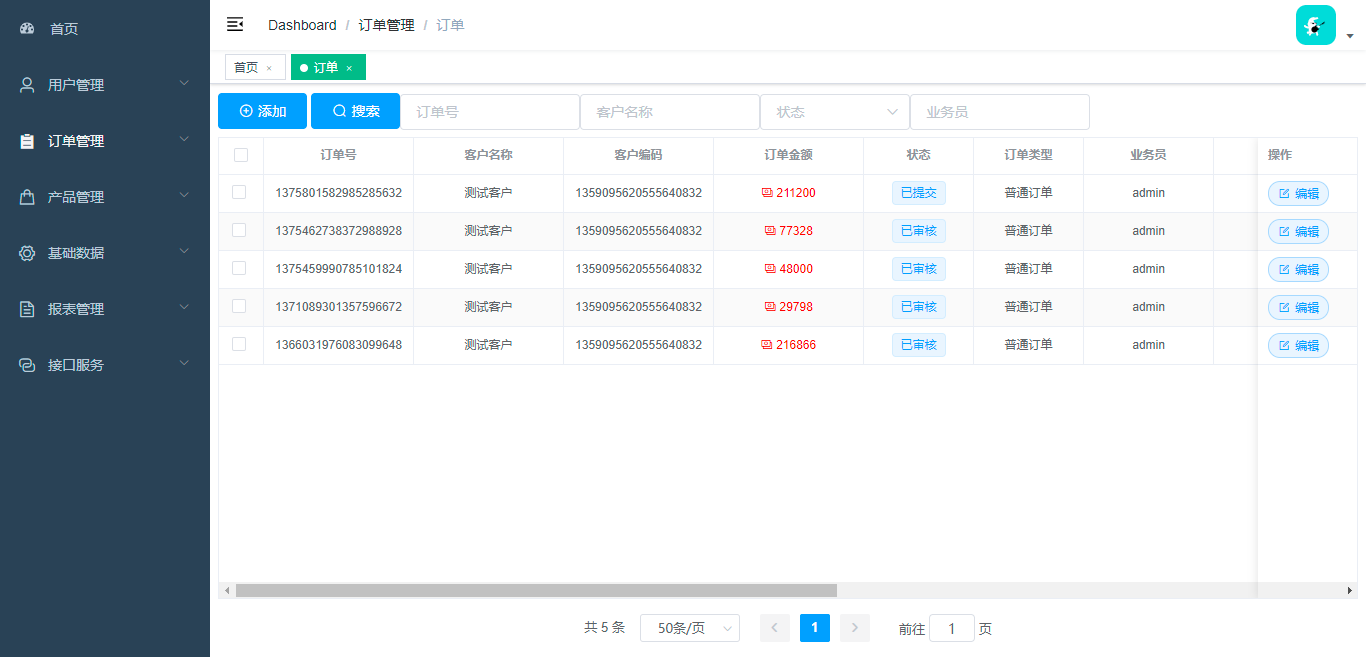 首页
用户管理
订单管理
产品管理
基础数据
报表管理
接口服务
Dashboard / 订单管理 / 订单
首页 × 订单 ×
添加 搜索 订单号 客户名称 状态 业务员
订单号 客户名称 客户编码 订单金额 状态 订单类型 业务员 操作
1375801582985285632 测试客户 1359095620555640832 211200 已提交 普通订单 admin 编辑
1375462738372988928 测试客户 1359095620555640832 77328 已审核 普通订单 admin 编辑
1375459990785101824 测试客户 1359095620555640832 48000 已审核 普通订单 admin 编辑
1371089301357596672 测试客户 1359095620555640832 29798 已审核 普通订单 admin 编辑
1366031976083099648 测试客户 1359095620555640832 216866 已审核 普通订单 admin 编辑
共 5 条 50条/页 1 前往 1 页